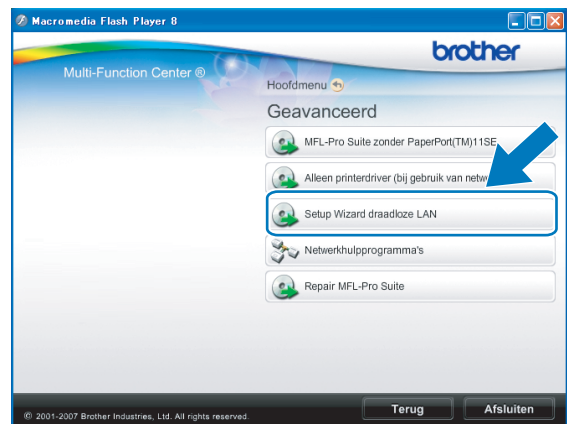 Macromedia Flash Player 8
brother
Multi-Function Center ®
Hoofdmenu
Geavanceerd
MFL-Pro Suite zonder PaperPort(TM)11SE
Alleen printerdriver (bij gebruik van
Setup Wizard draadloze LAN
Netwerkhulpprogramma's
Repair MFL-Pro Suite
© 2001-2007 Brother Industries, Ltd. All rights reserved.
Terug
Afsluiten